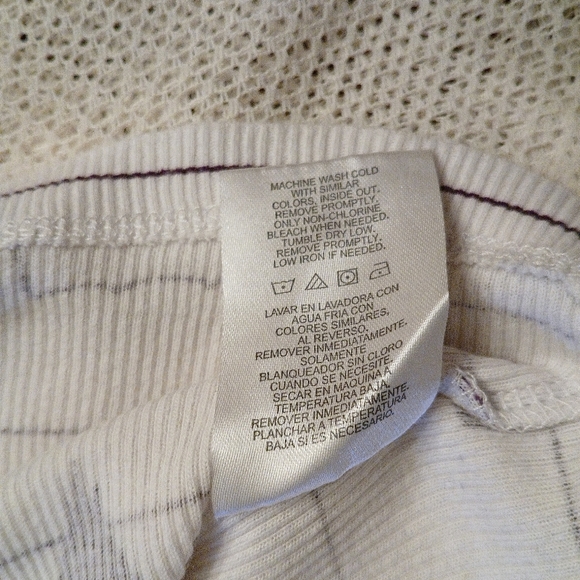 MACHINE WASH COLD
WITH SIMILAR
COLORS, INSIDE OUT.
REMOVE PROMPTLY.
ONLY NON-CHLORINE
BLEACH WHEN NEEDED.
TUMBLE DRY LOW.
REMOVE PROMPTLY.
LOW IRON IF NEEDED.
LAVAR EN LAVADORA CON
AGUA FRIA CON
COLORES SIMILARES,
AL REVERSO.
REMOVER INMEDIATAMENTE.
SOLAMENTE
BLANQUEADOR SIN CLORO
CUANDO SE NECESITE.
SECAR EN MAQUINA A
TEMPERATURA BAJA.
REMOVER INMEDIATAMENTE.
PLANCHAR A TEMPERATURA
BAJA SI ES NECESARIO.